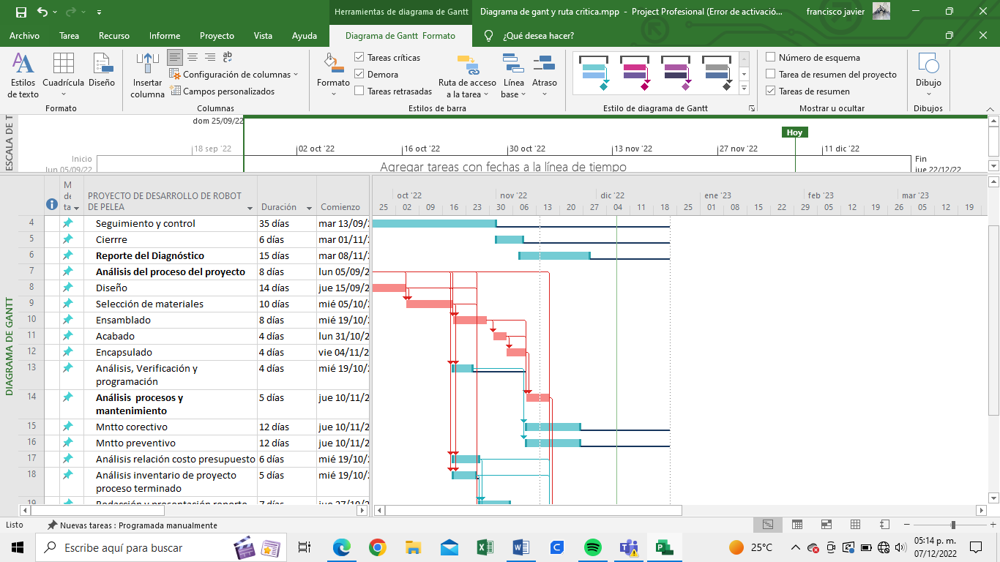 Herramientas de diagrama de Gantt
Diagrama de gant y ruta critica.mpp - Project Profesional (Error de activació...
francisco javier
Archivo Tarea Recurso Informe Proyecto Vista Ayuda Diagrama de Gantt Formato ¿Qué desea hacer?
Estilos de texto
Cuadrícula
Diseño
Formato
Insertar columna
ab
c
Configuración de columnas
Campos personalizados
Columnas
Formato
Tareas críticas
Demora
Tareas retrasadas
Ruta de acceso a la tarea
Línea base
Atraso
Estilos de barra
Estilo de diagrama de Gantt
Número de esquema
Tarea de resumen del proyecto
Tareas de resumen
Mostrar u ocultar
Dibujo
Dibujos
ESCALA DE T
dom 25/09/22
Hoy
18 sep '22 02 oct '22 16 oct '22 30 oct '22 13 nov '22 27 nov '22 11 dic '22
Inicio
lun 05/09/22
Agregar tareas con fechas a la línea de tiempo
Fin
jue 22/12/22
DIAGRAMA DE GANTT
M
de
ta
PROYECTO DE DESARROLLO DE ROBOT
DE PELEA
Duración
Comienzo
oct '22 nov '22 dic '22 ene '23 feb '23 mar '23
25 02 09 16 23 30 06 13 20 27 04 11 18 25 01 08 15 22 29 05 12 19 26 05 12 19
4 Seguimiento y control 35 días mar 13/09/2
5 Cierrre 6 días mar 01/11/2
6 Reporte del Diagnóstico 15 días mar 08/11/2
7 Análisis del proceso del proyecto 8 días lun 05/09/2
8 Diseño 14 días jue 15/09/2
9 Selección de materiales 10 días mié 05/10/2
10 Ensamblado 8 días mié 19/10/2
11 Acabado 4 días lun 31/10/2
12 Encapsulado 4 días vie 04/11/2
13 Análisis, Verificación y 4 días mié 19/10/2
programación
14 Análisis procesos y 5 días jue 10/11/2
mantenimiento
15 Mntto corectivo 12 días jue 10/11/2
16 Mntto preventivo 12 días jue 10/11/2
17 Análisis relación costo presupuesto 6 días mié 19/10/2
18 Análisis inventario de proyecto 5 días mié 19/10/2
proceso terminado
19 Redacción y presentación reporte 7 días jue 27/10/2
Listo Nuevas tareas : Programada manualmente
Escribe aquí para buscar
25°C
05:14 p. m.
07/12/2022